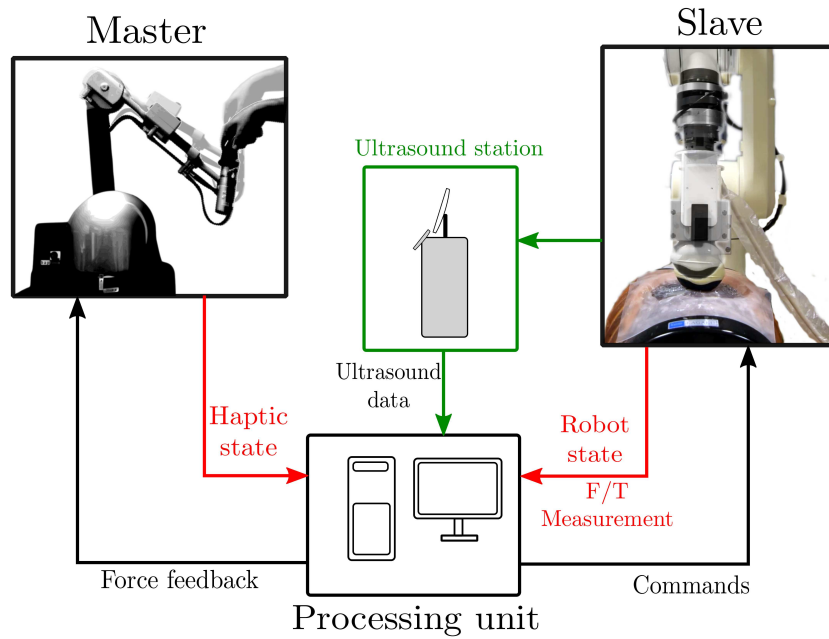 Master
Slave
Ultrasound station
Ultrasound
data
Haptic
state
Robot
state
F/T
Measurement
Force feedback
Commands
Processing unit